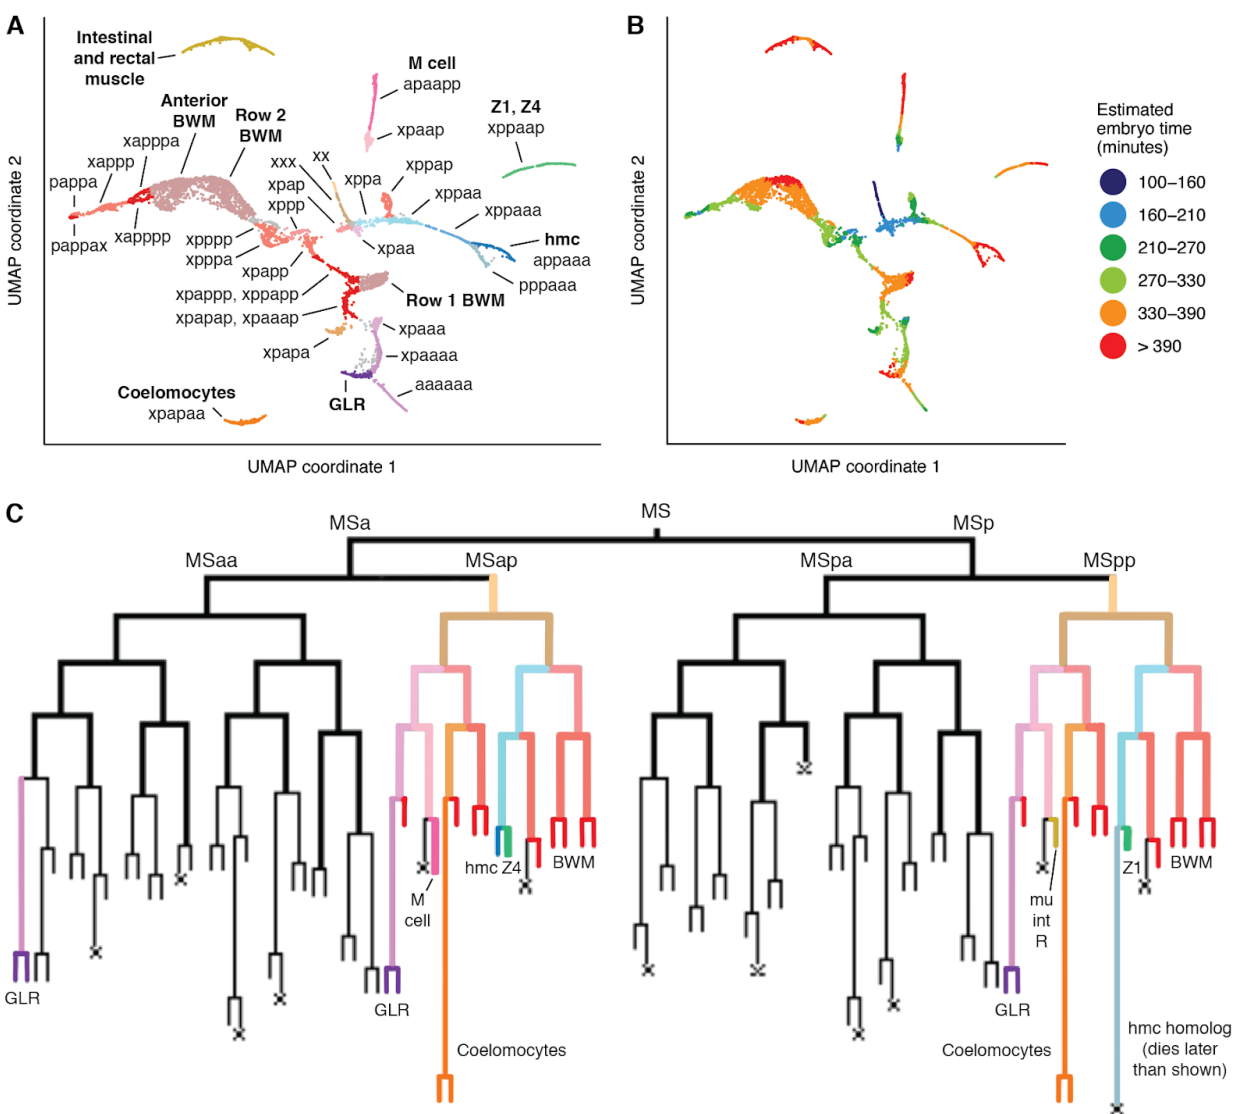 A
Intestinal
and rectal
muscle
M cell
apaapp
Anterior
BWM
Row 2
BWM
Z1, Z4
xppaap
xpaap
xapppa
xappp
pappa
pappax
xapppp
xxx
xx
xpap
xppp
xppa
xppap
xppaa
xppaaa
hmc
appaaa
pppaaa
xpaa
xpppp
xpppa
xpapp
xpappp, xppapp
xpapap, xpaaap
Row 1 BWM
xpapa
xpaaa
xpaaaa
aaaaaa
GLR
Coelomocytes
xpapaa
UMAP coordinate 2
UMAP coordinate 1
B
UMAP coordinate 2
UMAP coordinate 1
Estimated
embryo time
(minutes)
100–160
160–210
210–270
270–330
330–390
> 390
C
MS
MSa
MSp
MSaa
MSap
MSpa
MSpp
hmc Z4
BWM
M
cell
GLR
GLR
Coelomocytes
Z1
BWM
mu
int
R
GLR
Coelomocytes
hmc homolog
(dies later
than shown)